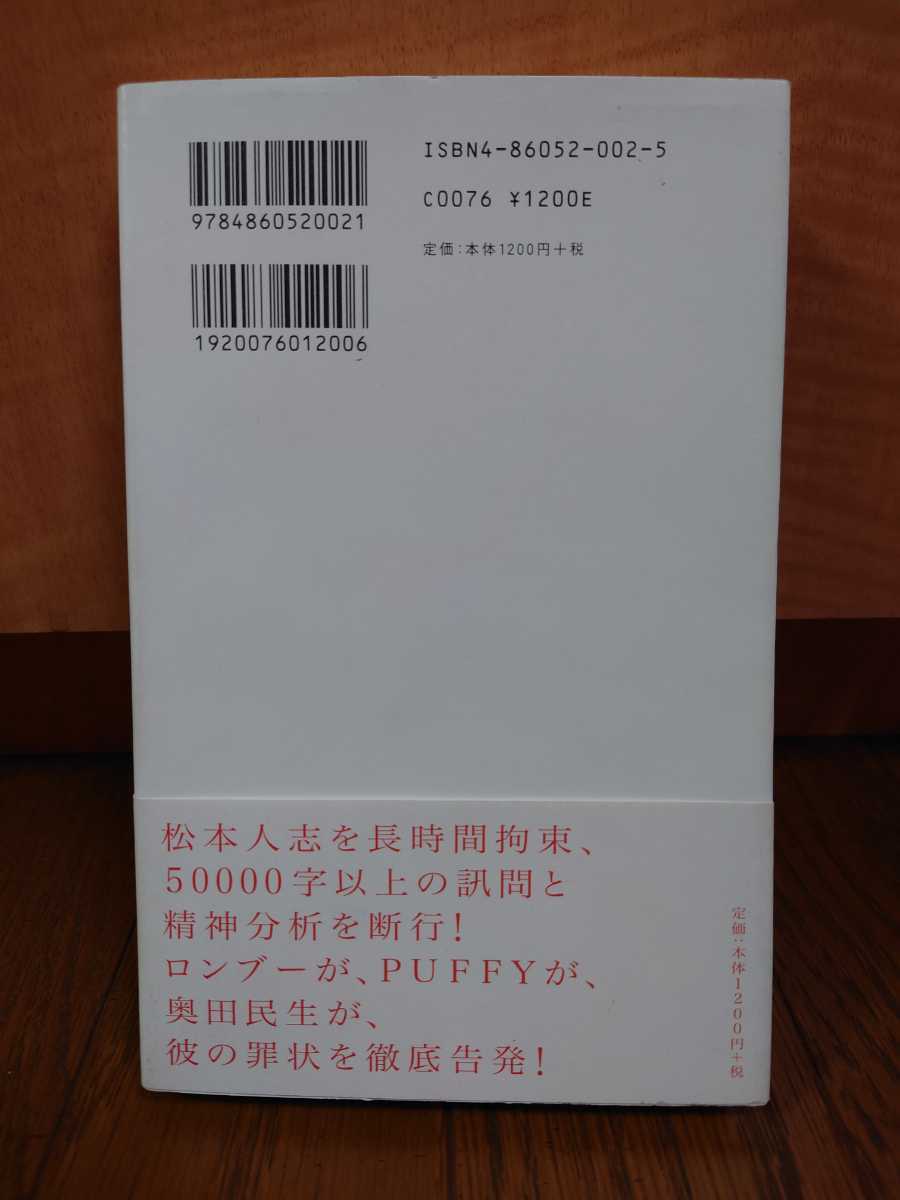 9784860520021
1920076012006
ISBN4-86052-002-5
C0076 ¥1200E
定価:本体1200円+税
松本人志を長時間拘束、
50000字以上の訊問と
精神分析を断行!
ロンブーが、PUFFYが、
奥田民生が、
彼の罪状を徹底告発!
定価:本体1200円+税